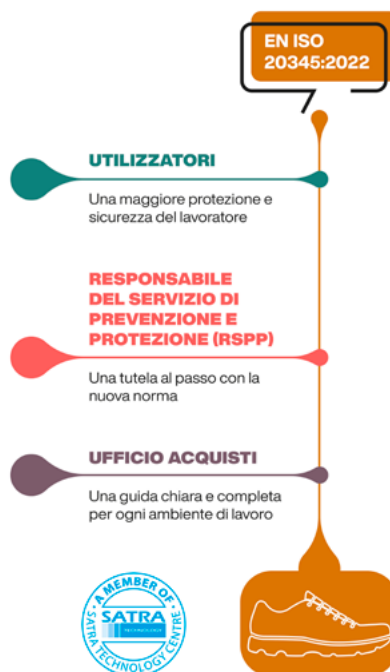 EN ISO
20345:2022
UTILIZZATORI
Una maggiore protezione e
sicurezza del lavoratore
RESPONSABILE
DEL SERVIZIO DI
PREVENZIONE E
PROTEZIONE (RSPP)
Una tutela al passo con la
nuova norma
UFFICIO ACQUISTI
Una guida chiara e completa
per ogni ambiente di lavoro
• A MEMBER OF •
SATRA
TECHNOLOGY
SATRA TECHNOLOGY CENTRE